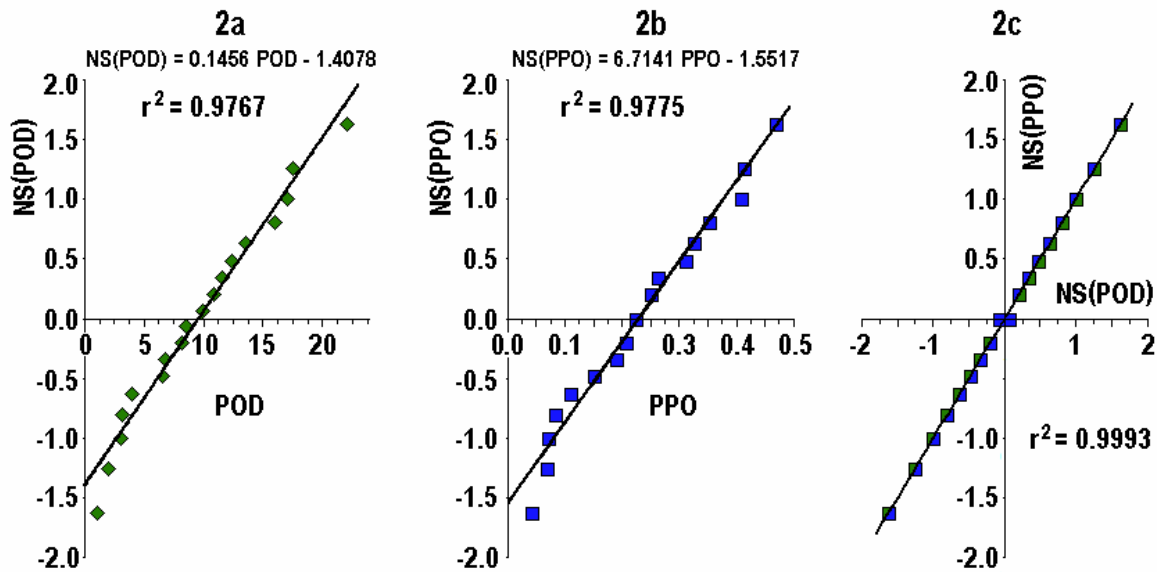 2a
NS(POD) = 0.1456 POD - 1.4078
r² = 0.9767
NS(POD)
2.0
1.5
1.0
0.5
0.0
-0.5
-1.0
-1.5
-2.0
0 5 10 15 20
POD
2b
NS(PPO) = 6.7141 PPO - 1.5517
r² = 0.9775
NS(PPO)
2.0
1.5
1.0
0.5
0.0
-0.5
-1.0
-1.5
-2.0
0.0 0.1 0.2 0.3 0.4 0.5
PPO
2c
NS(PPO)
2.0
1.5
1.0
0.5
0.0
-0.5
-1.0
-1.5
-2.0
NS(POD)
-2 -1 1 2
r² = 0.9993